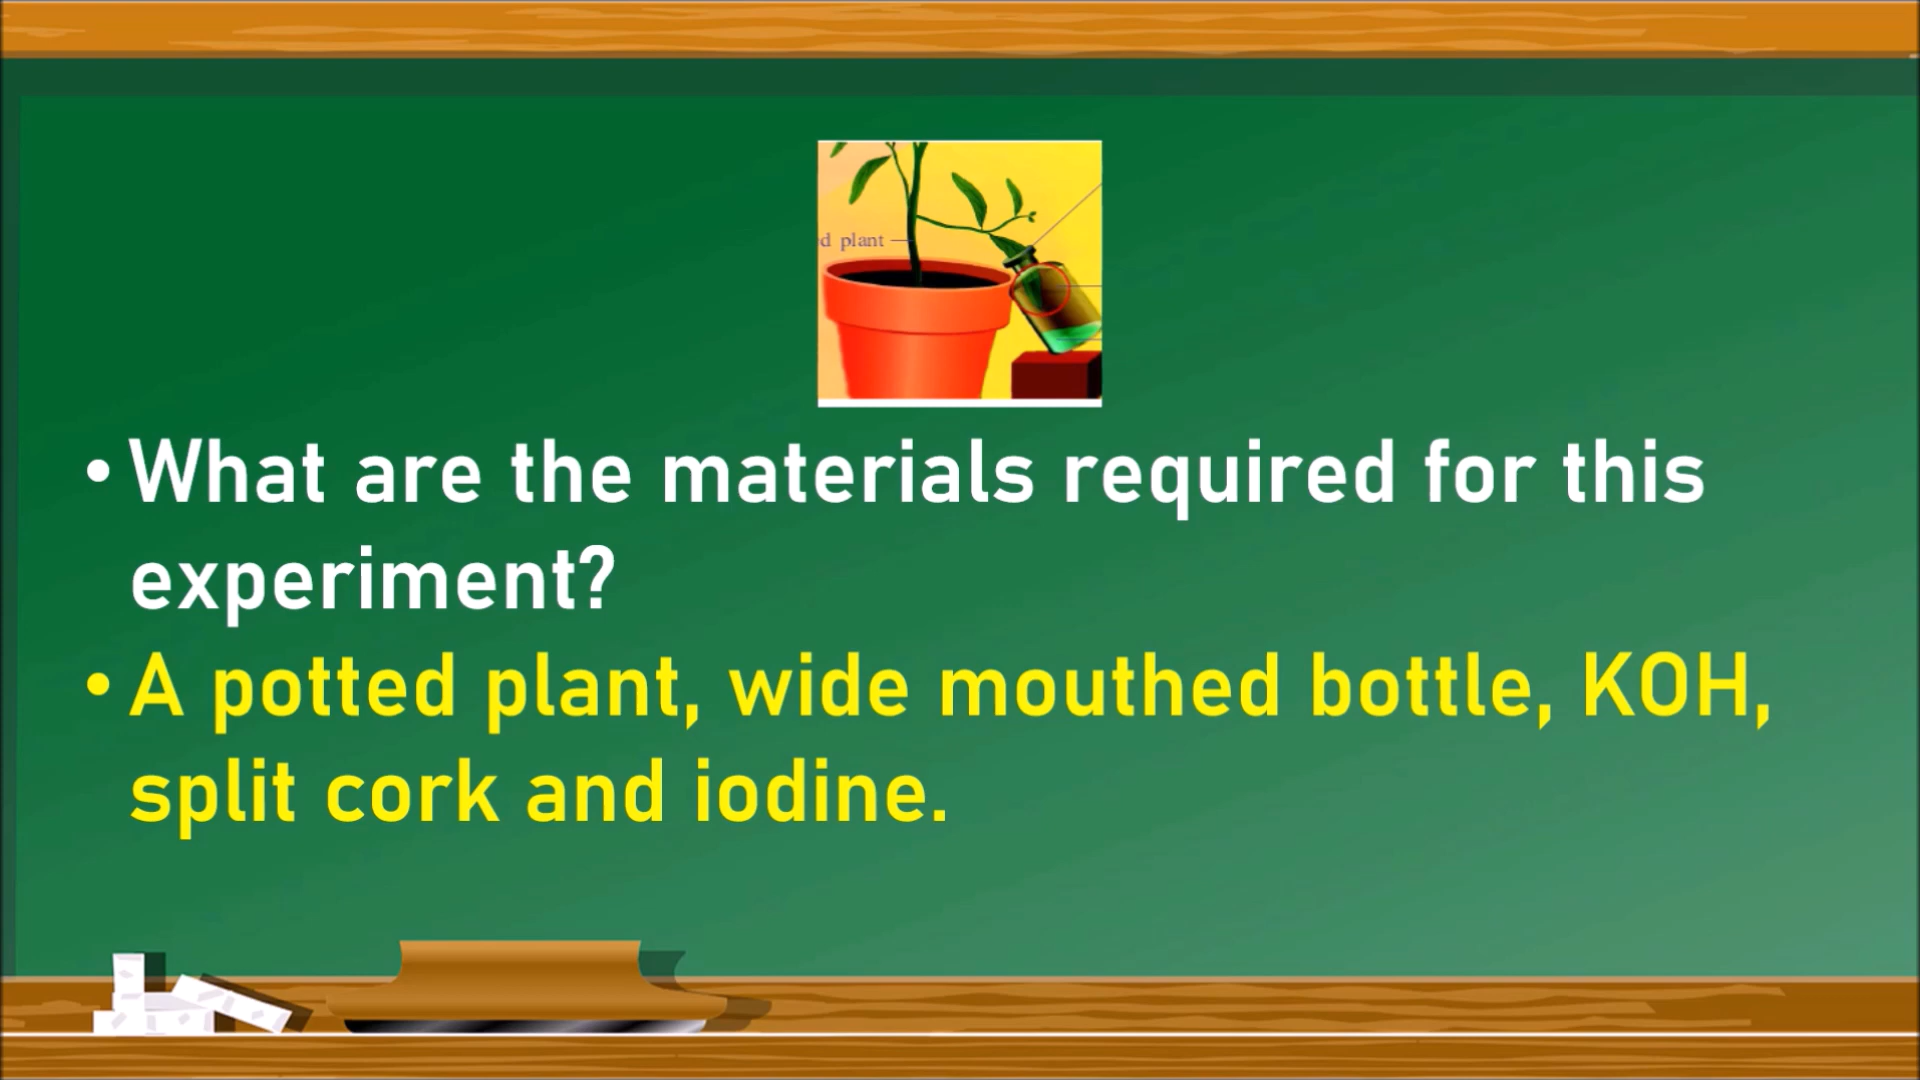 d plant
• What are the materials required for this
experiment?
• A potted plant, wide mouthed bottle, KOH,
split cork and iodine.